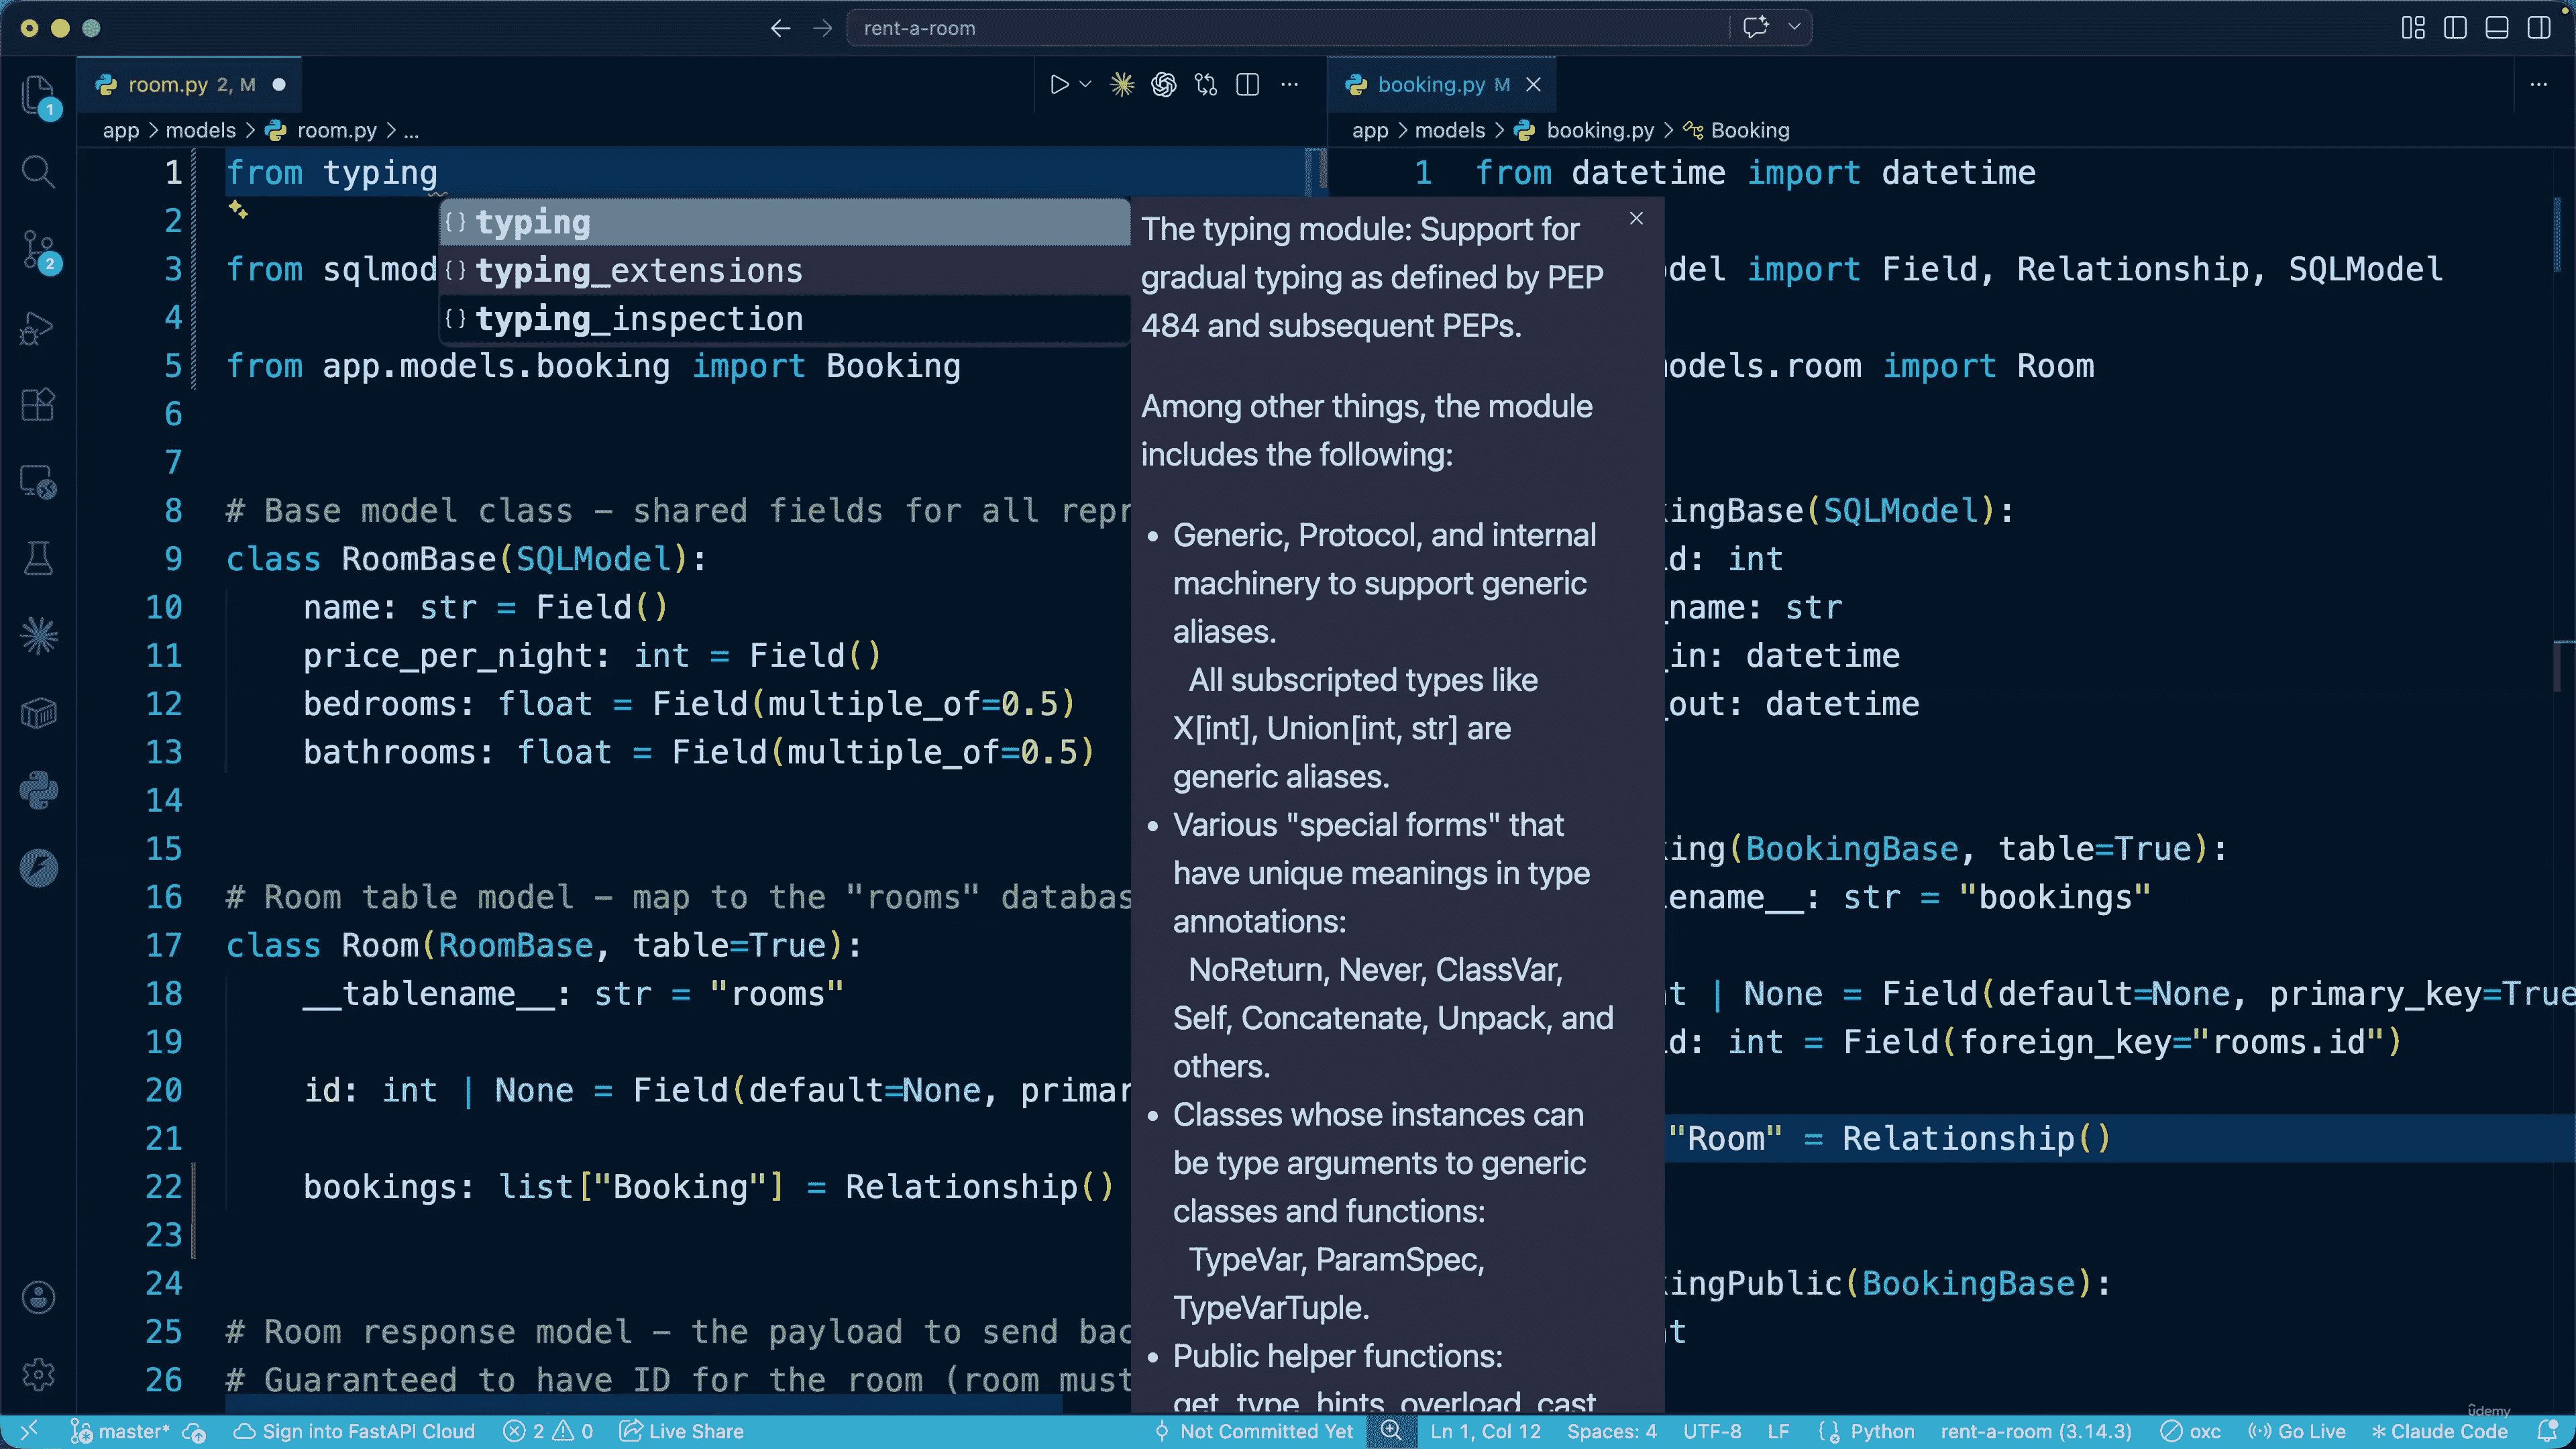 rent-a-room
room.py 2, M
booking.py M
app > models > room.py > ...
app > models > booking.py > Booking
1 from typing
2
3 from sqlmod
4
5 from app.models.booking import Booking
6
7
8 # Base model class – shared fields for all repr
9 class RoomBase(SQLModel):
10 name: str = Field()
11 price_per_night: int = Field()
12 bedrooms: float = Field(multiple_of=0.5)
13 bathrooms: float = Field(multiple_of=0.5)
14
15
16 # Room table model – map to the "rooms" databas
17 class Room(RoomBase, table=True):
18 __tablename__: str = "rooms"
19
20 id: int | None = Field(default=None, primar
21
22 bookings: list["Booking"] = Relationship()
23
24
25 # Room response model – the payload to send bac
26 # Guaranteed to have ID for the room (room must
typing
typing_extensions
typing_inspection
The typing module: Support for
gradual typing as defined by PEP
484 and subsequent PEPs.
Among other things, the module
includes the following:
• Generic, Protocol, and internal
machinery to support generic
aliases.
All subscripted types like
X[int], Union[int, str] are
generic aliases.
• Various "special forms" that
have unique meanings in type
annotations:
NoReturn, Never, ClassVar,
Self, Concatenate, Unpack, and
others.
• Classes whose instances can
be type arguments to generic
classes and functions:
TypeVar, ParamSpec,
TypeVarTuple.
• Public helper functions:
get_type_hints, overload, cast
1 from datetime import datetime
del import Field, Relationship, SQLModel
odels.room import Room
kingBase(SQLModel):
d: int
_name: str
_in: datetime
_out: datetime
king(BookingBase, table=True):
ename__: str = "bookings"
t | None = Field(default=None, primary_key=True
d: int = Field(foreign_key="rooms.id")
"Room" = Relationship()
kingPublic(BookingBase):
t
1
2
udemy
master* Sign into FastAPI Cloud 2 0 Live Share Not Committed Yet Ln 1, Col 12 Spaces: 4 UTF-8 LF Python rent-a-room (3.14.3) oxc Go Live Claude Code